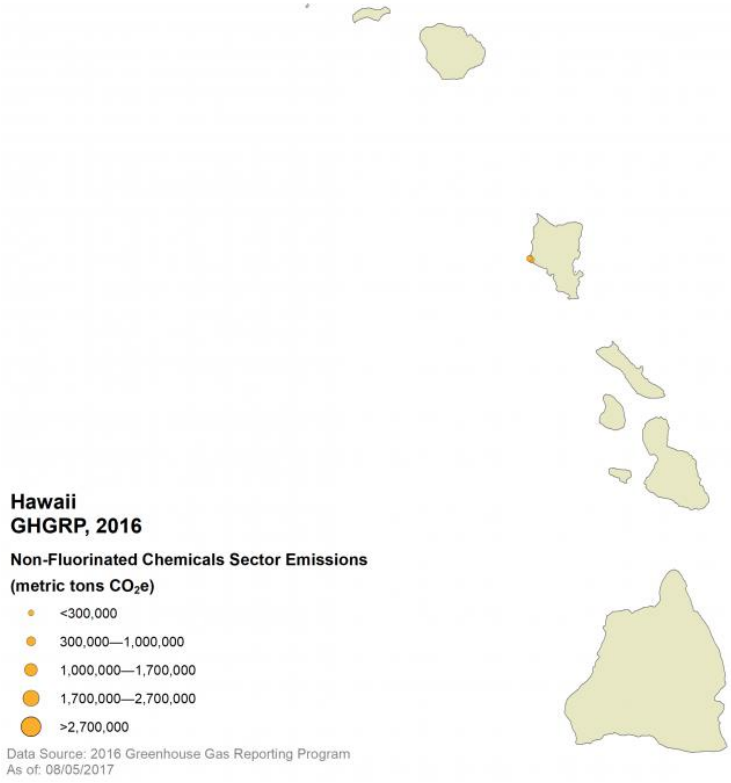 Hawaii
GHGRP, 2016
Non-Fluorinated Chemicals Sector Emissions
(metric tons CO₂e)
<300,000
300,000—1,000,000
1,000,000—1,700,000
1,700,000—2,700,000
>2,700,000
Data Source: 2016 Greenhouse Gas Reporting Program
As of: 08/05/2017